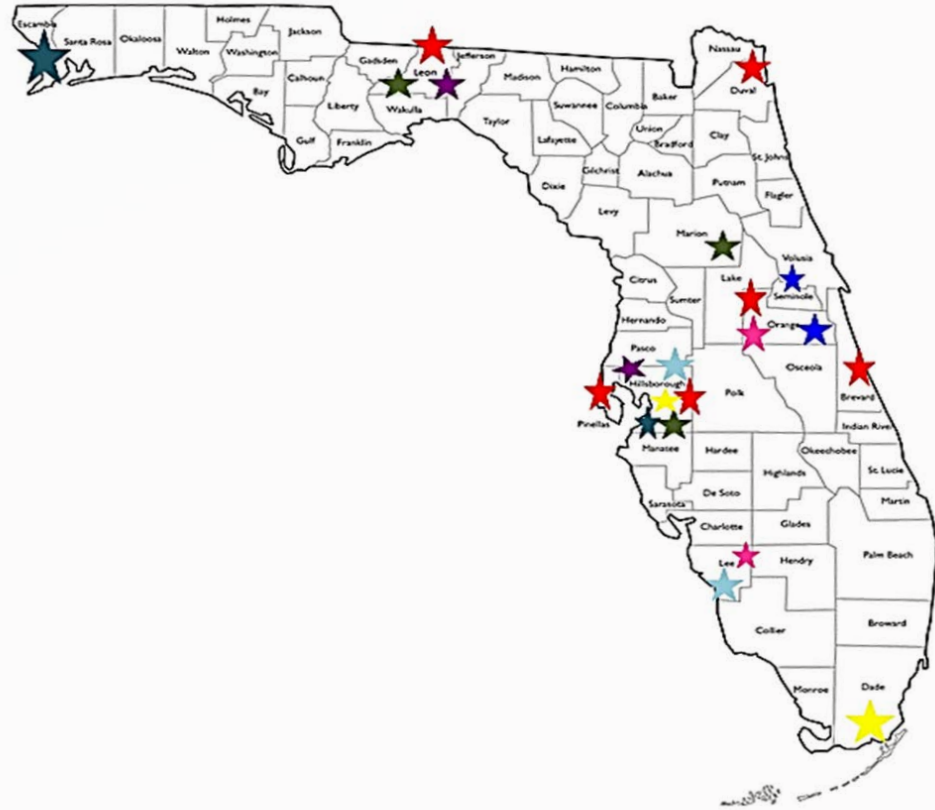 Escambia
Santa Rosa
Okaloosa
Walton
Holmes
Washington
Jackson
Bay
Calhoun
Gulf
Liberty
Franklin
Gadsden
Leon
Wakulla
Jefferson
Madison
Taylor
Hamilton
Suwannee
Lafayette
Dixie
Columbia
Gilchrist
Levy
Baker
Union
Bradford
Alachua
Nassau
Duval
Clay
St. Johns
Putnam
Flagler
Marion
Volusia
Citrus
Sumter
Lake
Seminole
Hernando
Orange
Pasco
Osceola
Hillsborough
Polk
Brevard
Pinellas
Indian River
Manatee
Hardee
Okeechobee
Highlands
St. Lucie
Sarasota
De Soto
Martin
Charlotte
Glades
Lee
Hendry
Palm Beach
Collier
Broward
Monroe
Dade